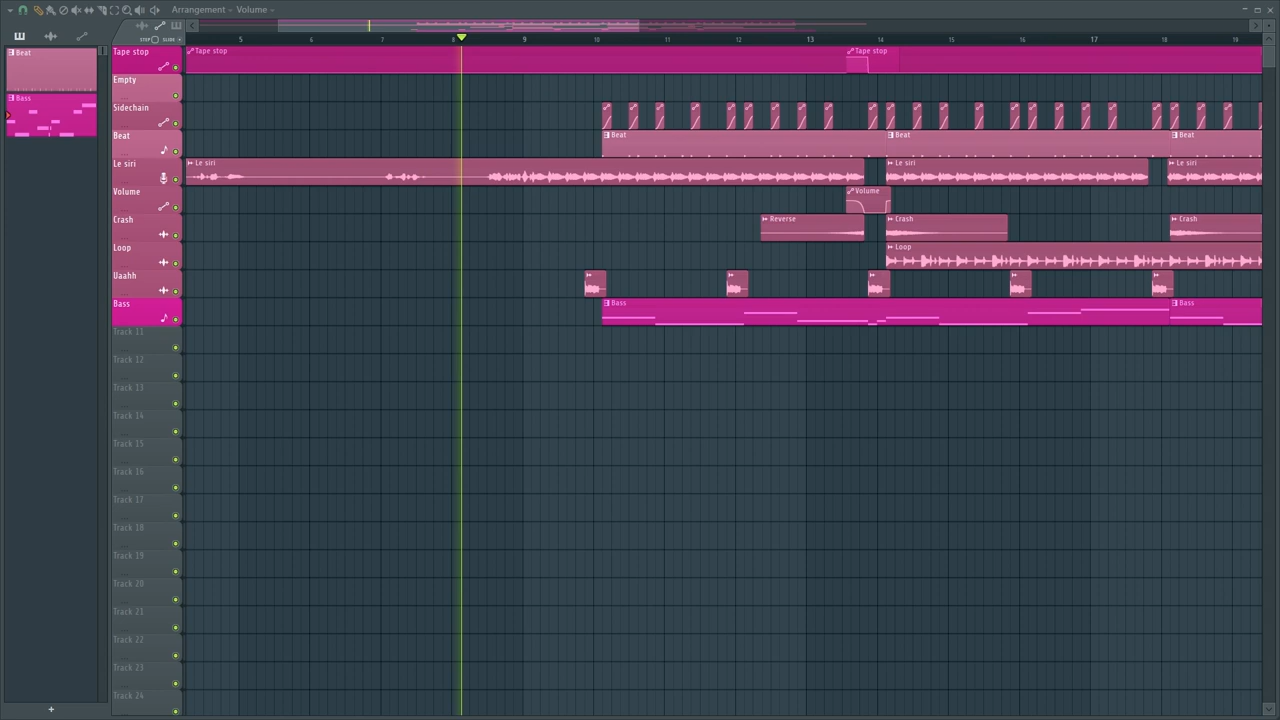 Arrangement – Volume –
STEP SLIDE
5 6 7 8 9 10 11 12 13 14 15 16 17 18 19
Beat
Bass
Tape stop
Tape stop
Tape stop
Empty
Sidechain
Beat
Beat
Beat
Beat
Le siri
Le siri
Le siri
Le siri
Volume
Volume
Crash
Reverse
Crash
Crash
Loop
Loop
Uaahh
Bass
Bass
Bass
Track 11
Track 12
Track 13
Track 14
Track 15
Track 16
Track 17
Track 18
Track 19
Track 20
Track 21
Track 22
Track 23
Track 24
+